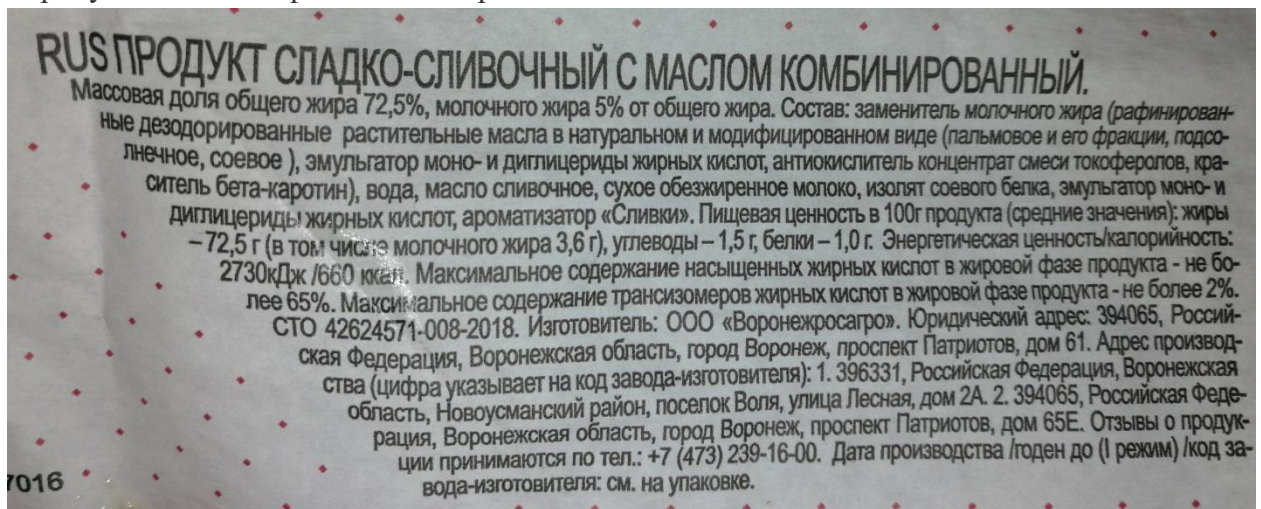 RUS ПРОДУКТ СЛАДКО-СЛИВОЧНЫЙ С МАСЛОМ КОМБИНИРОВАННЫЙ.
Массовая доля общего жира 72,5%, молочного жира 5% от общего жира. Состав: заменитель молочного жира (рафинирован-
ные дезодорированные растительные масла в натуральном и модифицированном виде (пальмовое и его фракции, подсо-
лнечное, соевое ), эмульгатор моно- и диглицериды жирных кислот, антиокислитель концентрат смеси токоферолов, кра-
ситель бета-каротин), вода, масло сливочное, сухое обезжиренное молоко, изолят соевого белка, эмульгатор моно- и
диглицериды жирных кислот, ароматизатор «Сливки». Пищевая ценность в 100г продукта (средние значения): жиры
– 72,5 г (в том числе молочного жира 3,6 г), углеводы – 1,5 г, белки – 1,0 г. Энергетическая ценность/калорийность:
2730кДж /660 ккал. Максимальное содержание насыщенных жирных кислот в жировой фазе продукта - не бо-
лее 65%. Максимальное содержание трансизомеров жирных кислот в жировой фазе продукта - не более 2%.
СТО 42624571-008-2018. Изготовитель: ООО «Воронежросагро». Юридический адрес: 394065, Россий-
ская Федерация, Воронежская область, город Воронеж, проспект Патриотов, дом 61. Адрес производ-
ства (цифра указывает на код завода-изготовителя): 1. 396331, Российская Федерация, Воронежская
область, Новоусманский район, поселок Воля, улица Лесная, дом 2А. 2. 394065, Российская Феде-
рация, Воронежская область, город Воронеж, проспект Патриотов, дом 65Е. Отзывы о продук-
ции принимаются по тел.: +7 (473) 239-16-00. Дата производства /годен до (I режим) /код за-
вода-изготовителя: см. на упаковке.
7016